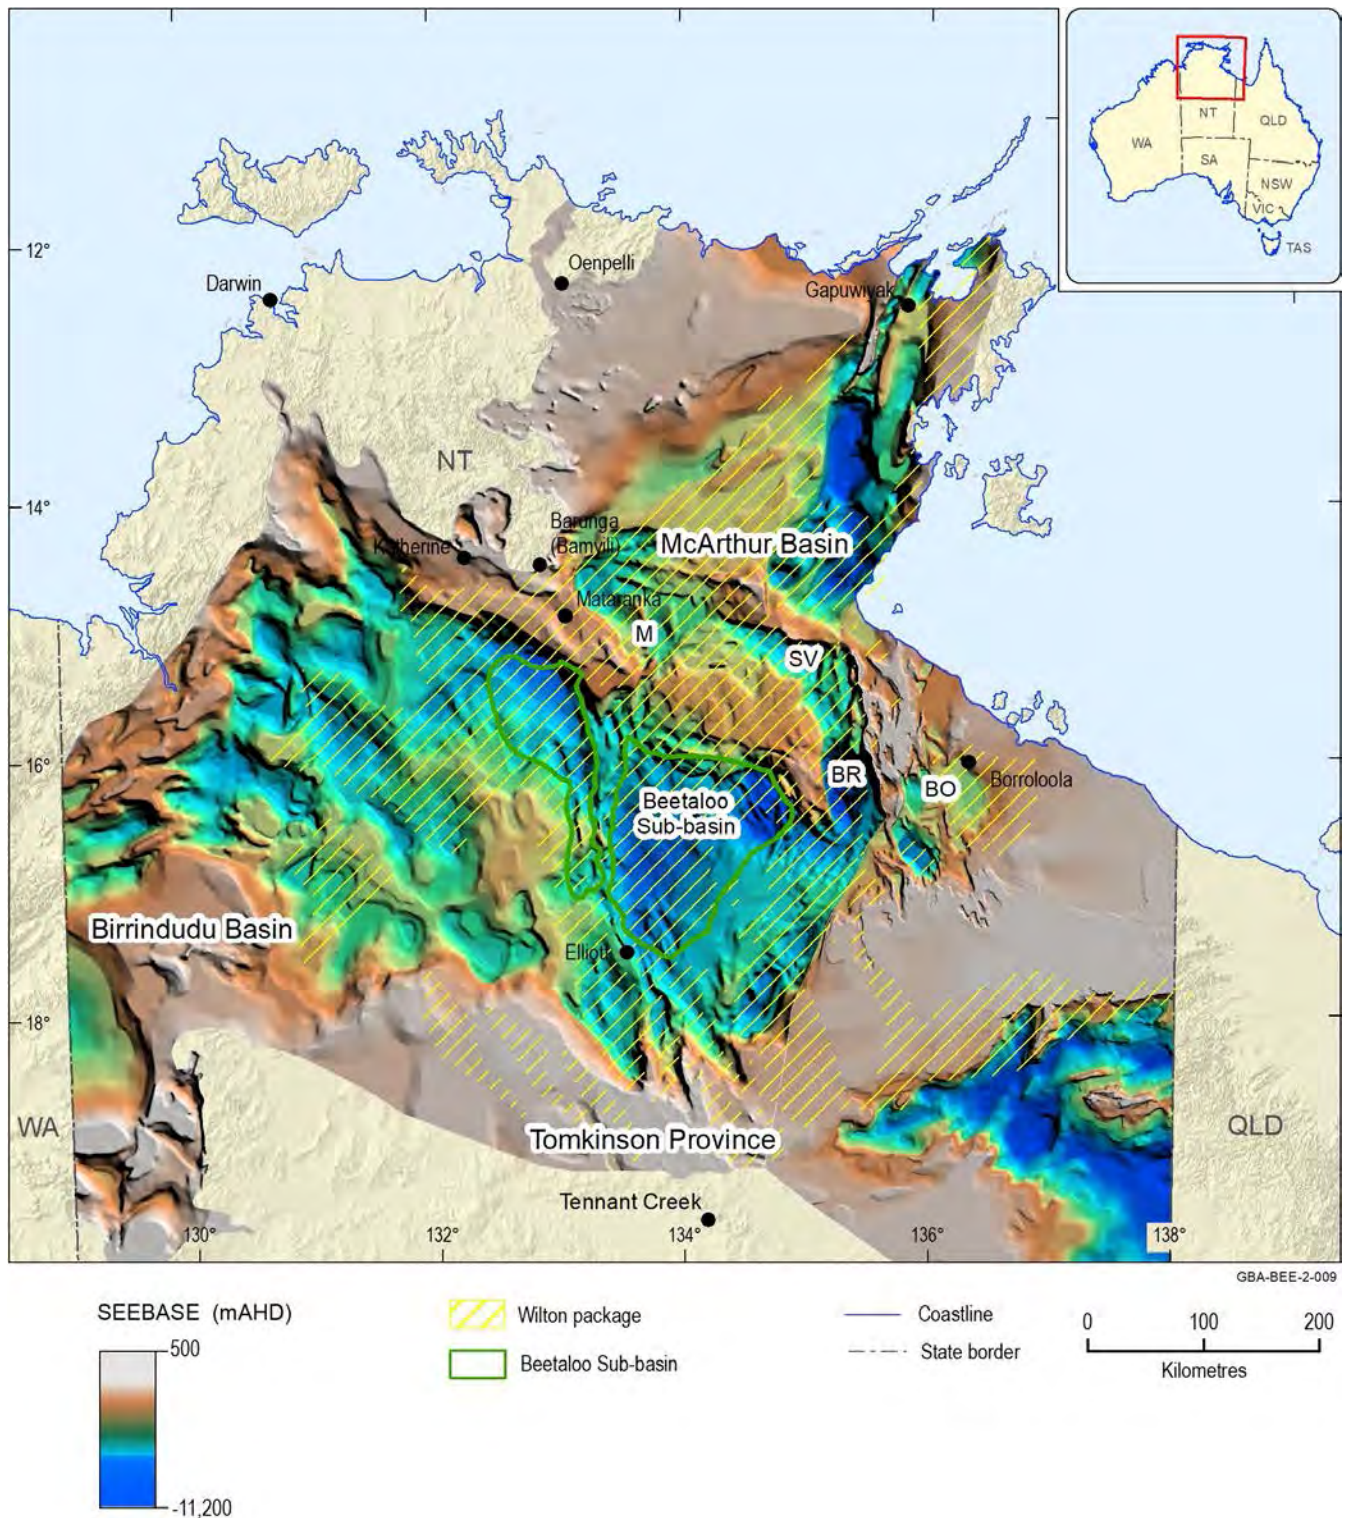 NT
QLD
WA
SA
NSW
VIC
TAS
12°
Oenpelli
Darwin
Gapuwiyak
NT
14°
Barunga
(Bamyili)
Katherine
McArthur Basin
Mataranka
M
SV
16°
BR
BO
Borroloola
Beetaloo
Sub-basin
Birrindudu Basin
Elliott
18°
WA
QLD
Tomkinson Province
Tennant Creek
130°
132°
134°
136°
138°
GBA-BEE-2-009
SEEBASE (mAHD)
500
-11,200
Wilton package
Beetaloo Sub-basin
Coastline
State border
0 100 200
Kilometres